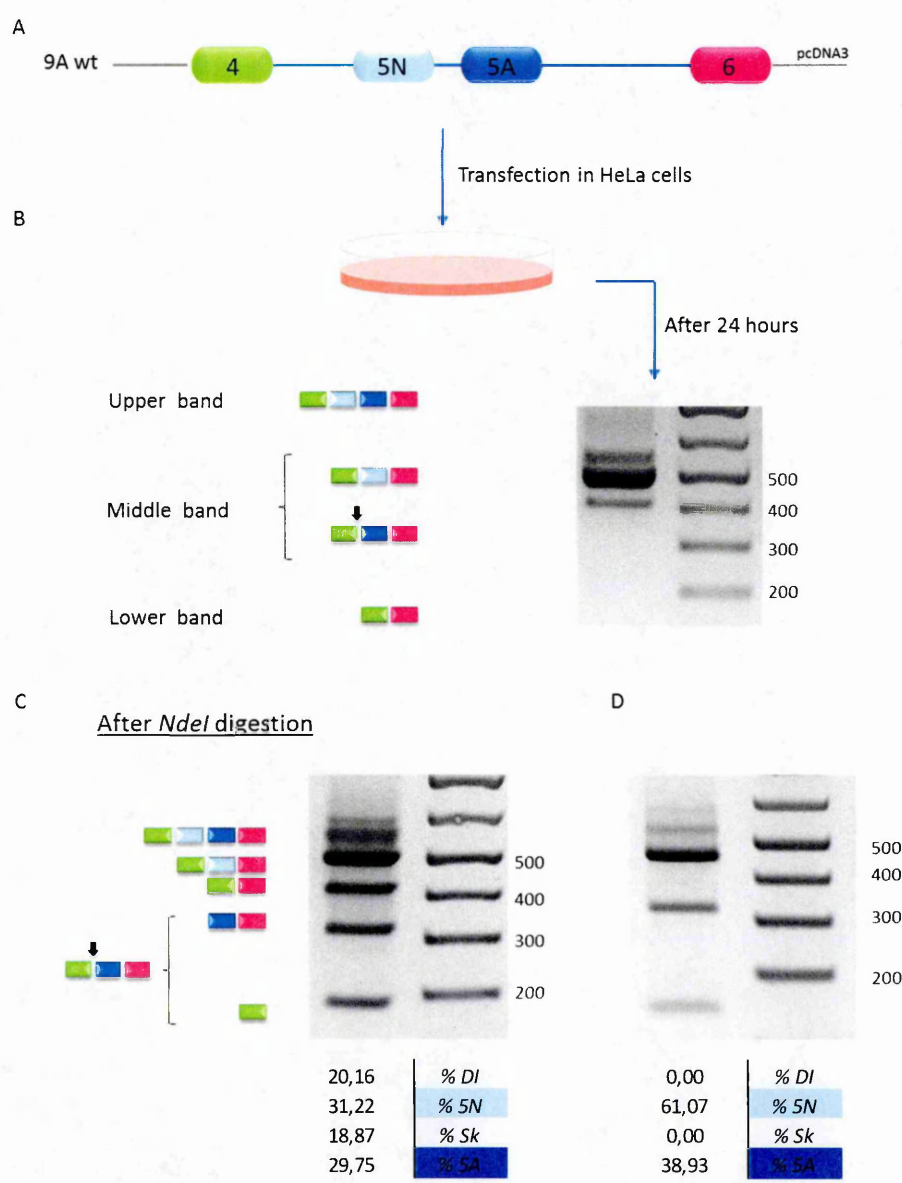 A
9A wt
4
5N
5A
6
pcDNA3
Transfection in HeLa cells
B
After 24 hours
Upper band
Middle band
Lower band
500
400
300
200
C
After NdeI digestion
500
400
300
200
20,16 % DI
31,22 % 5N
18,87 % Sk
29,75 % 5A
D
500
400
300
200
0,00 % DI
61,07 % 5N
0,00 % Sk
38,93 % 5A